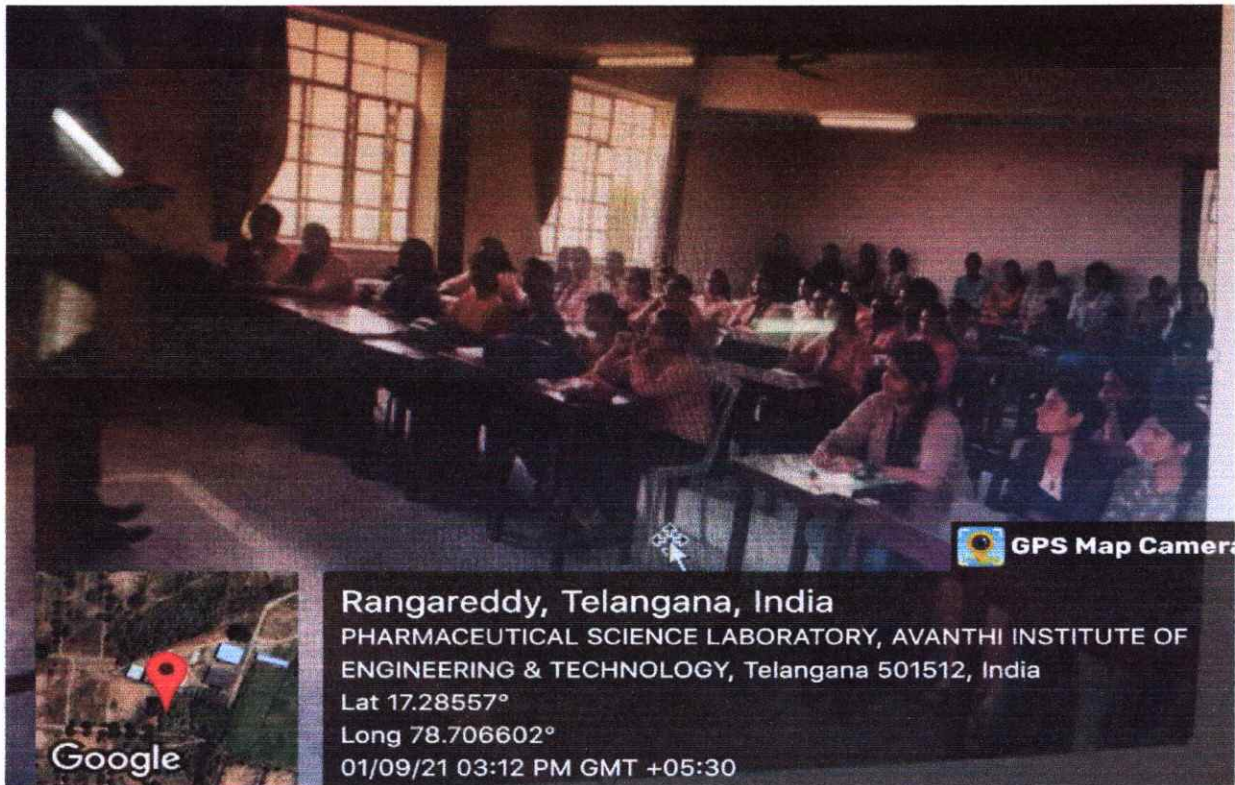 GPS Map Camera
Rangareddy, Telangana, India
PHARMACEUTICAL SCIENCE LABORATORY, AVANTHI INSTITUTE OF
ENGINEERING & TECHNOLOGY, Telangana 501512, India
Lat 17.28557°
Long 78.706602°
01/09/21 03:12 PM GMT +05:30
Google